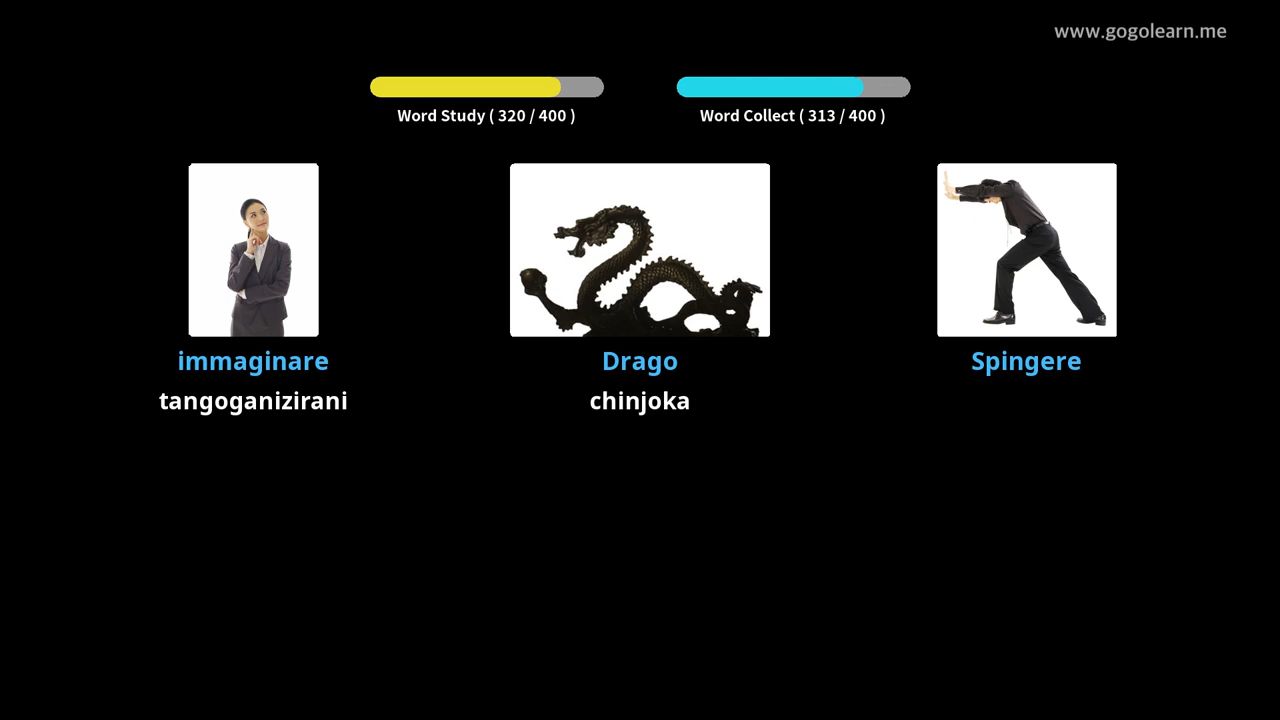 www.gogolearn.me
Word Study ( 320 / 400 )
Word Collect ( 313 / 400 )
immaginare
tangoganizirani
Drago
chinjoka
Spingere